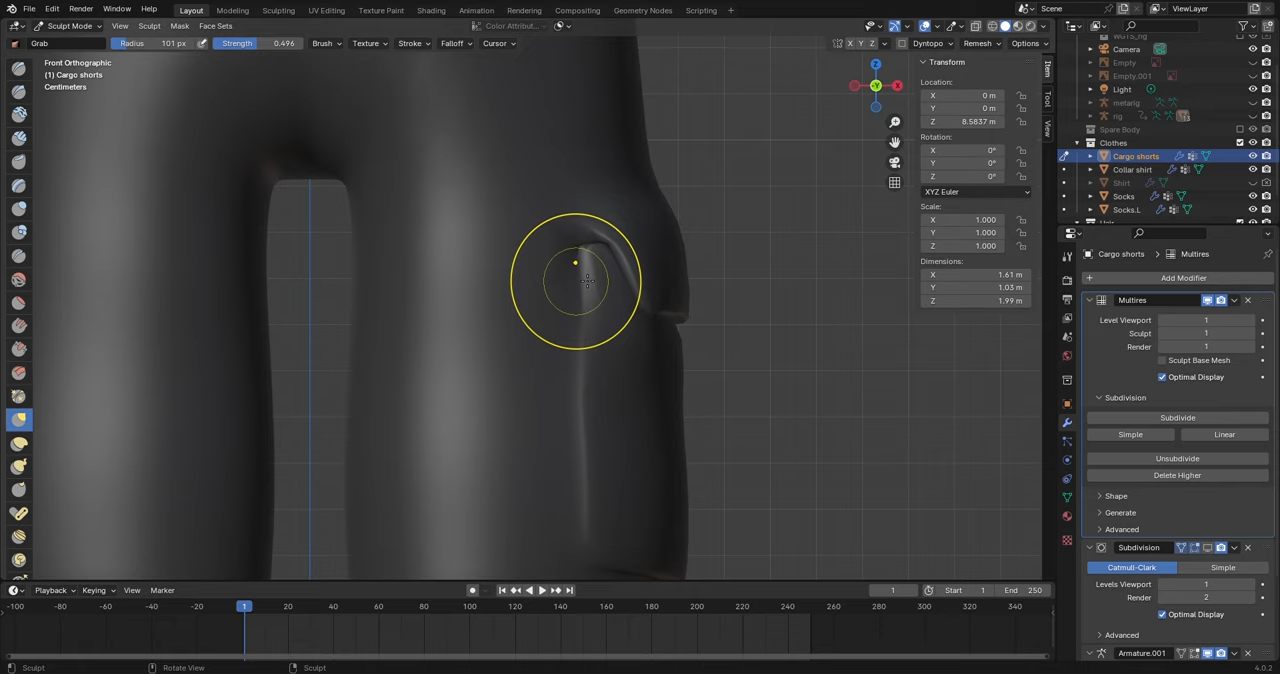 File Edit Render Window Help Layout Modeling Sculpting UV Editing Texture Paint Shading Animation Rendering Compositing Geometry Nodes Scripting + Scene ViewLayer
Sculpt Mode View Sculpt Mask Face Sets Color Attribut...
Grab Radius 101 px Strength 0.496 Brush Texture Stroke Falloff Cursor X Y Z Dyntopo Remesh Options
Front Orthographic
(1) Cargo shorts
Centimeters
Z
X
-Y
Transform
Location:
X 0 m
Y 0 m
Z 8.5837 m
Rotation:
X 0°
Y 0°
Z 0°
XYZ Euler
Scale:
X 1.000
Y 1.000
Z 1.000
Dimensions:
X 1.61 m
Y 1.03 m
Z 1.99 m
Item
Tool
View
Camera
Empty
Empty.001
Light
metarig
rig
Spare Body
Clothes
Cargo shorts
Collar shirt
Shirt
Socks
Socks.L
Cargo shorts > Multires
+ Add Modifier
Multires
Level Viewport 1
Sculpt 1
Render 1
Sculpt Base Mesh
Optimal Display
Subdivision
Subdivide
Simple Linear
Unsubdivide
Delete Higher
Shape
Generate
Advanced
Subdivision
Catmull-Clark Simple
Levels Viewport 1
Render 2
Optimal Display
Advanced
Armature.001
Playback Keying View Marker 1 Start 1 End 250
-100 -80 -60 -40 -20 1 20 40 60 80 100 120 140 160 180 200 220 240 260 280 300 320 340
Sculpt Rotate View Sculpt 4.0.2